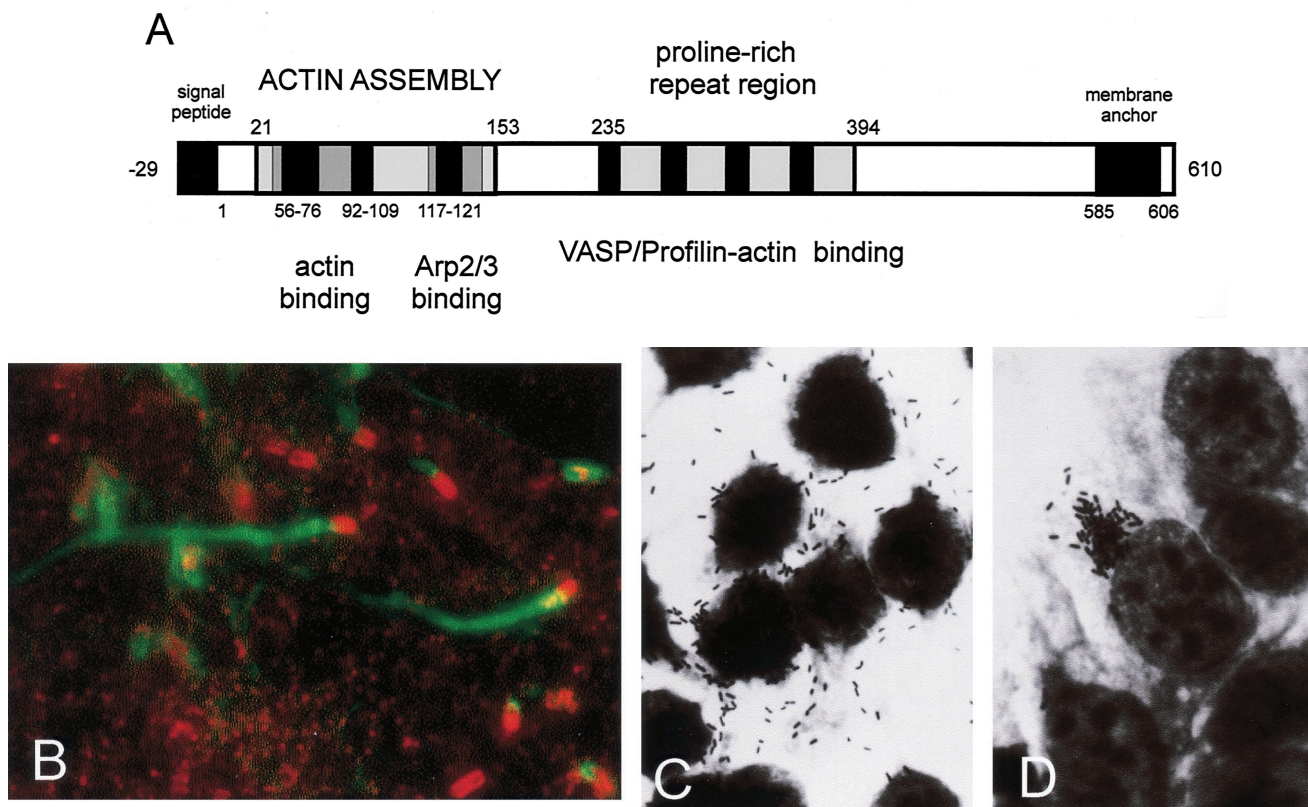 A
signal
peptide
ACTIN ASSEMBLY
proline-rich
repeat region
membrane
anchor
21
153
235
394
-29
610
1
56-76
92-109
117-121
585
606
actin
binding
Arp2/3
binding
VASP/Profilin-actin binding
B
C
D